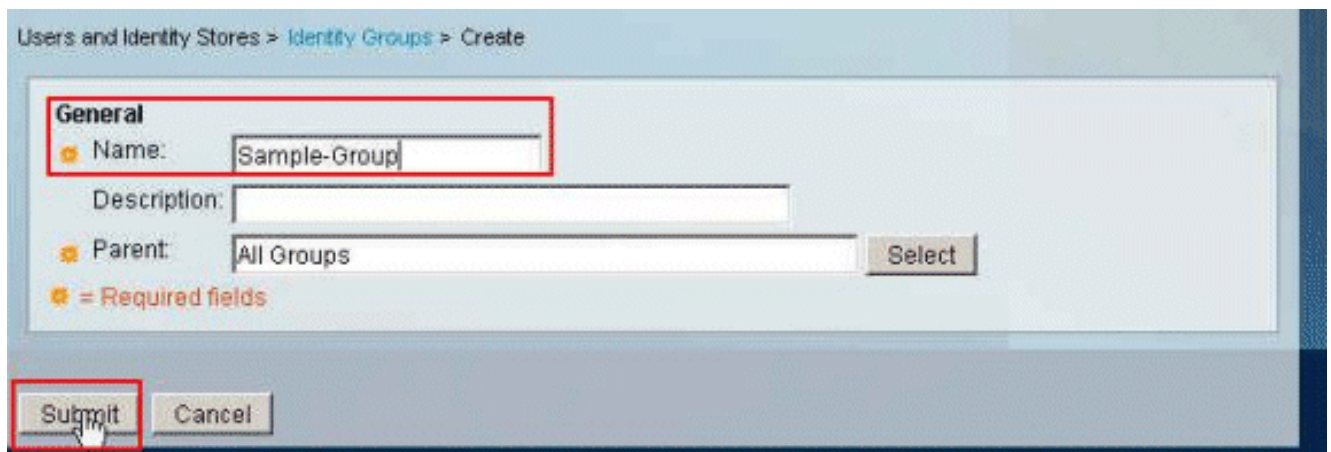 Users and Identity Stores > Identity Groups > Create
General
Name: Sample-Group
Description:
Parent: All Groups Select
= Required fields
Submit Cancel